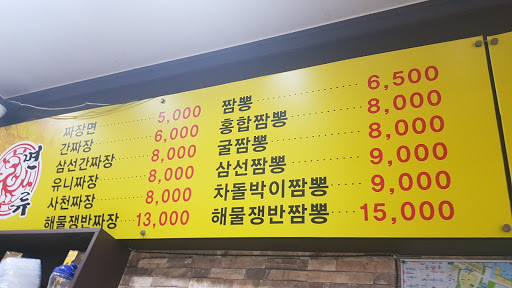 면
류
짜장면 5,000
간짜장 6,000
삼선간짜장 8,000
유니짜장 8,000
사천짜장 8,000
해물쟁반짜장 13,000
짬뽕 6,500
홍합짬뽕 8,000
굴짬뽕 8,000
삼선짬뽕 9,000
차돌박이짬뽕 9,000
해물쟁반짬뽕 15,000